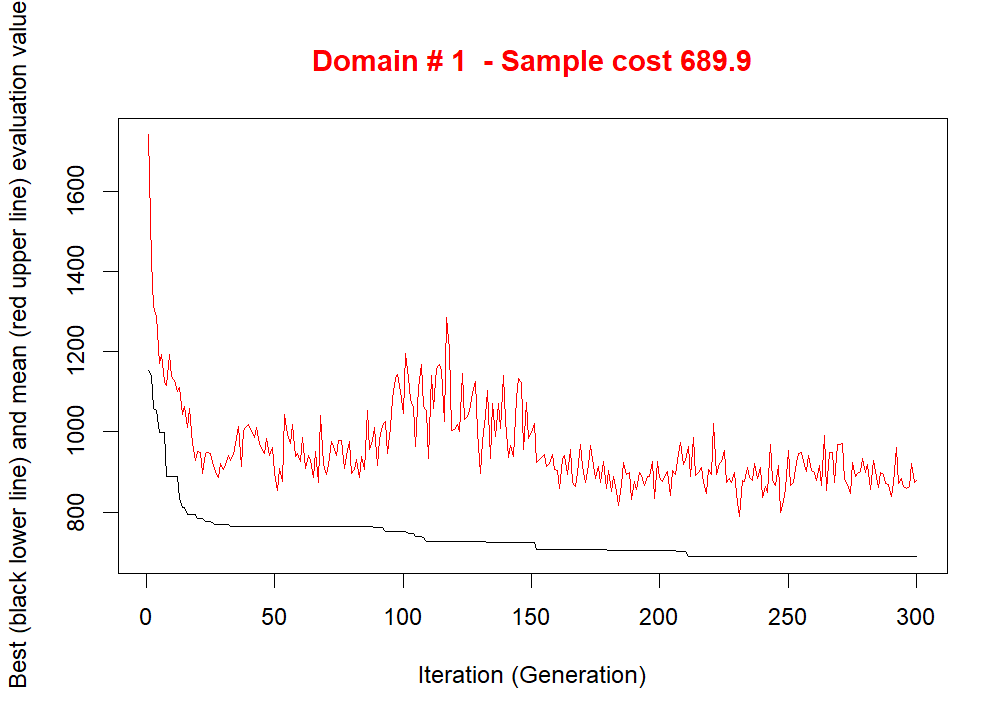 Domain # 1  - Sample cost 689.9
Best (black lower line) and mean (red upper line) evaluation value
1600
1400
1200
1000
800
0 50 100 150 200 250 300
Iteration (Generation)